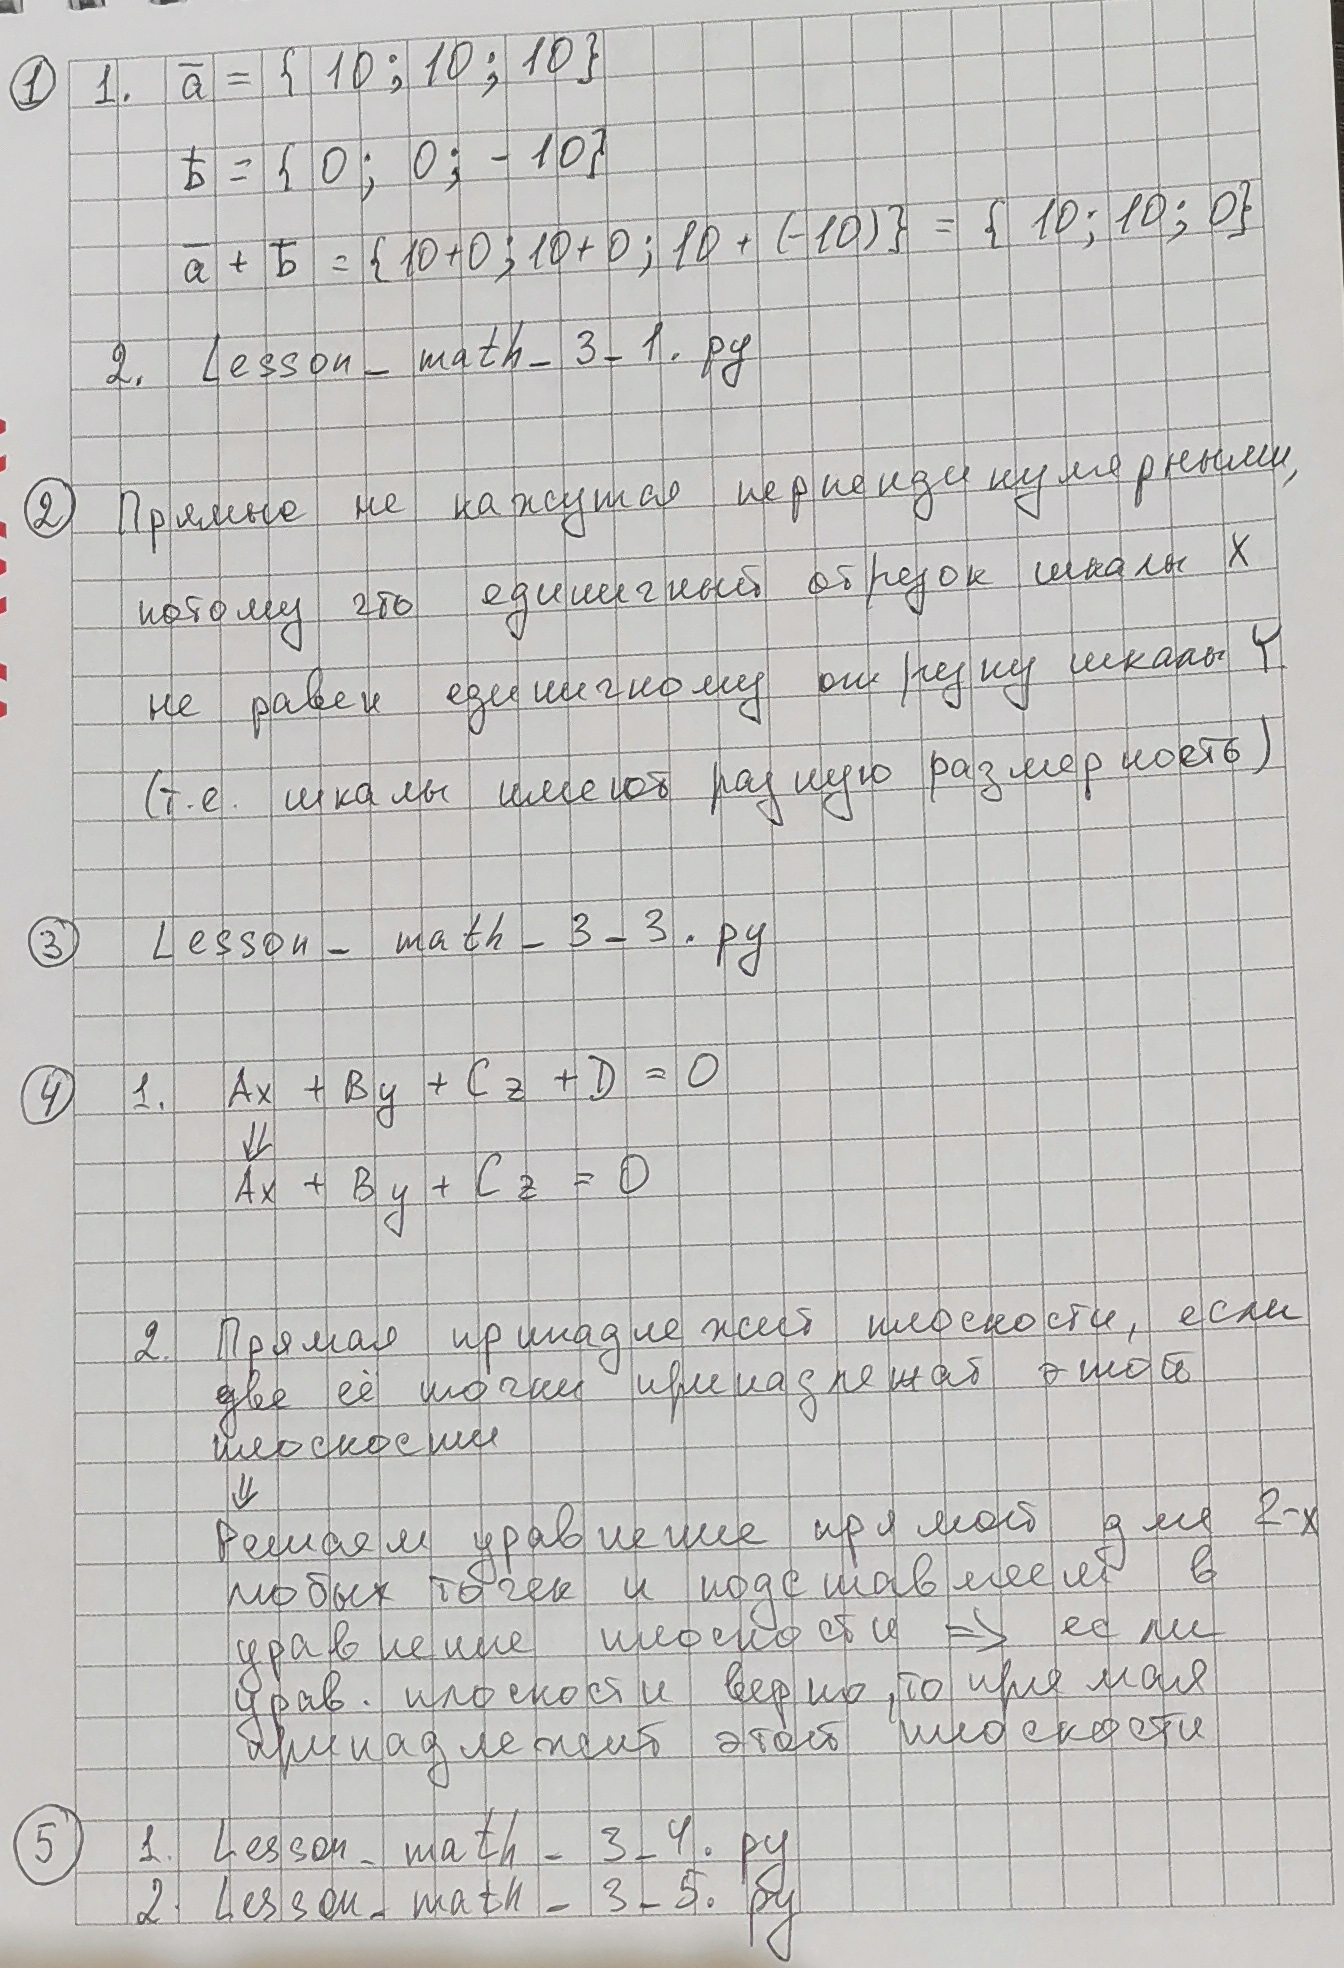 ① 1. a̅ = { 10 ; 10 ; 10}
b̅ = { 0 ; 0 ; - 10}
a̅ + b̅ = {10+0 ; 10+0 ; 10 + (-10)} = { 10 ; 10 ; 0}
2. Lesson_math_3_1.py
② Прямые не кажутся перпендикулярными,
потому что единичный отрезок шкалы X
не равен единичному отрезку шкалы Y
(т.е. шкалы имеют разную размерность)
③ Lesson_math_3_3.py
④ 1. Ax + By + Cz + D = 0
⇓
Ax + By + Cz = 0
2. Прямая принадлежит плоскости, если
две её точки принадлежат этой
плоскости
⇓
Решаем уравнение прямой для 2-х
любых точек и подставляем в
уравнение плоскости => если
урав. плоскости верно, то прямая
принадлежит этой плоскости
⑤ 1. Lesson_math_3_4.py
2. Lesson_math_3_5.py